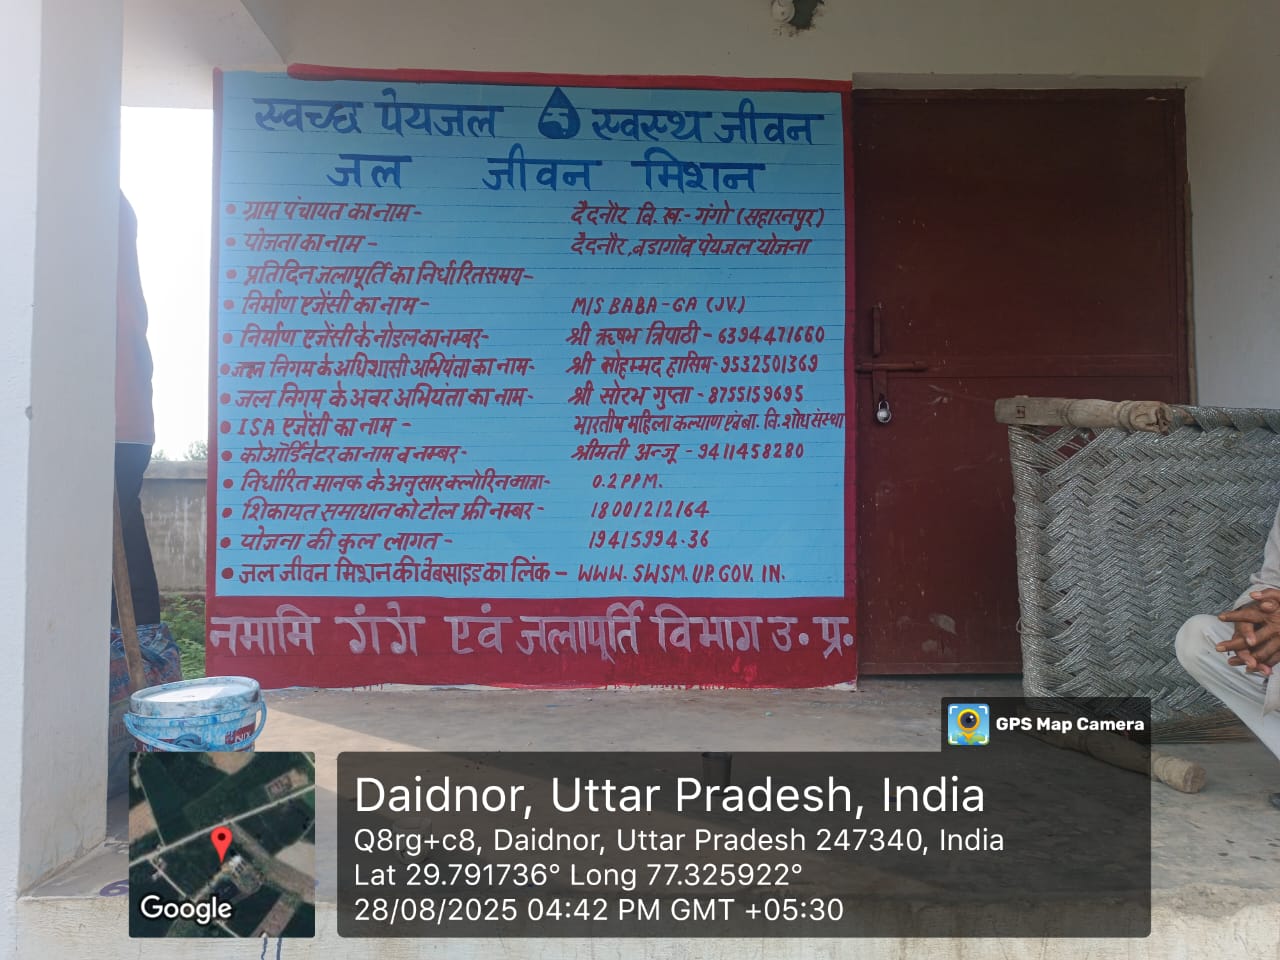 स्वच्छ पेयजल स्वस्थ जीवन
जल जीवन मिशन
• ग्राम पंचायत का नाम - दैदनौर वि. ख. - गंगो (सहारनपुर)
• योजना का नाम - दैदनौर, बडागाँव पेयजल योजना
• प्रतिदिन जलापूर्ति का निर्धारित समय -
• निर्माण एजेंसी का नाम - M/S BABA-GA (JV.)
• निर्माण एजेंसी के नोडल का नम्बर - श्री ऋषभ त्रिपाठी - 6394471660
• जल निगम के अधिशासी अभियंता का नाम - श्री मोहम्मद हासिम - 9532501369
• जल निगम के अवर अभियंता का नाम - श्री सोरभ गुप्ता - 8755159695
• ISA एजेंसी का नाम - भारतीय महिला कल्याण एवं बा. वि. शोध संस्था
• कोऑर्डिनेटर का नाम व नम्बर - श्रीमती अन्जू - 9411458280
• निर्धारित मानक के अनुसार क्लोरिन मात्रा - 0.2 PPM.
• शिकायत समाधान को टोल फ्री नम्बर - 18001212164
• योजना की कुल लागत - 19415994.36
• जल जीवन मिशन की वेबसाइड का लिंक - WWW.SWSM.UP.GOV.IN.
नमामि गंगे एवं जलापूर्ति विभाग उ. प्र.
GPS Map Camera
Daidnor, Uttar Pradesh, India
Q8rg+c8, Daidnor, Uttar Pradesh 247340, India
Lat 29.791736° Long 77.325922°
28/08/2025 04:42 PM GMT +05:30
Google